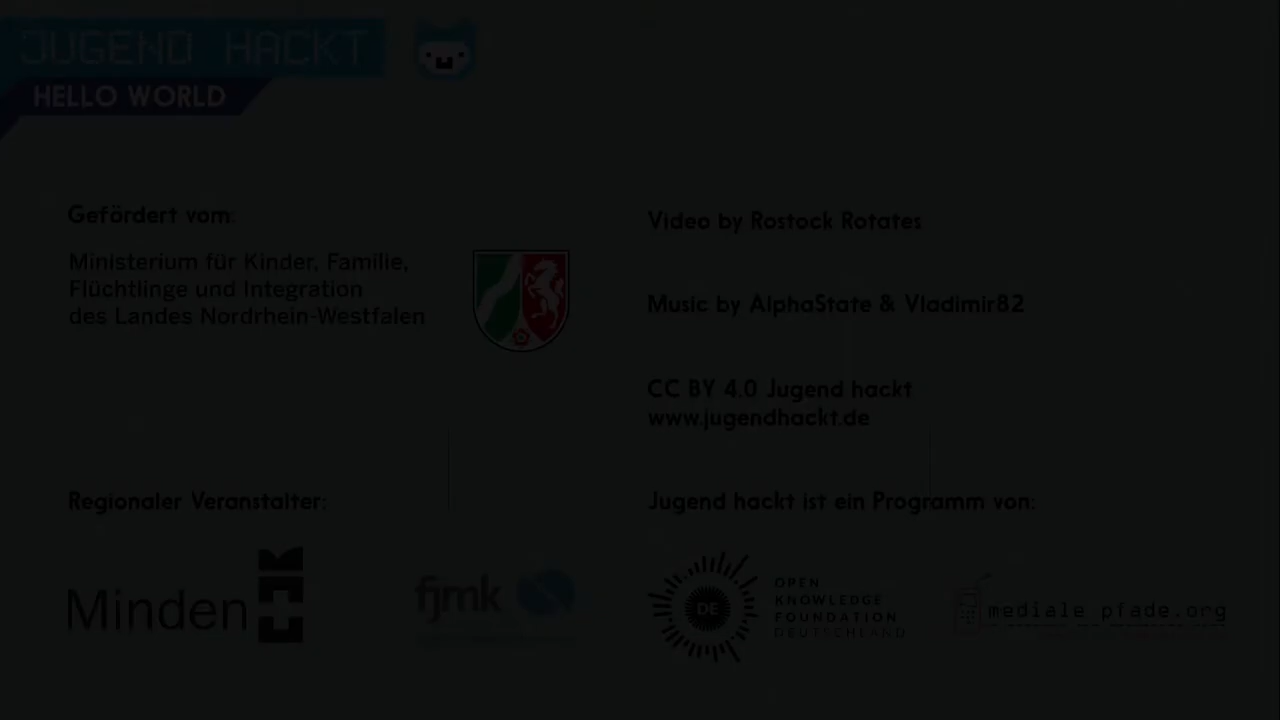 JUGEND HACKT
HELLO WORLD
Gefördert vom:
Ministerium für Kinder, Familie,
Flüchtlinge und Integration
des Landes Nordrhein-Westfalen
Video by Rostock Rotates
Music by AlphaState & Vladimir82
CC BY 4.0 Jugend hackt
www.jugendhackt.de
Regionaler Veranstalter:
Minden
fjmk
Jugend hackt ist ein Programm von:
DE
OPEN
KNOWLEDGE
FOUNDATION
DEUTSCHLAND
mediale pfade.org